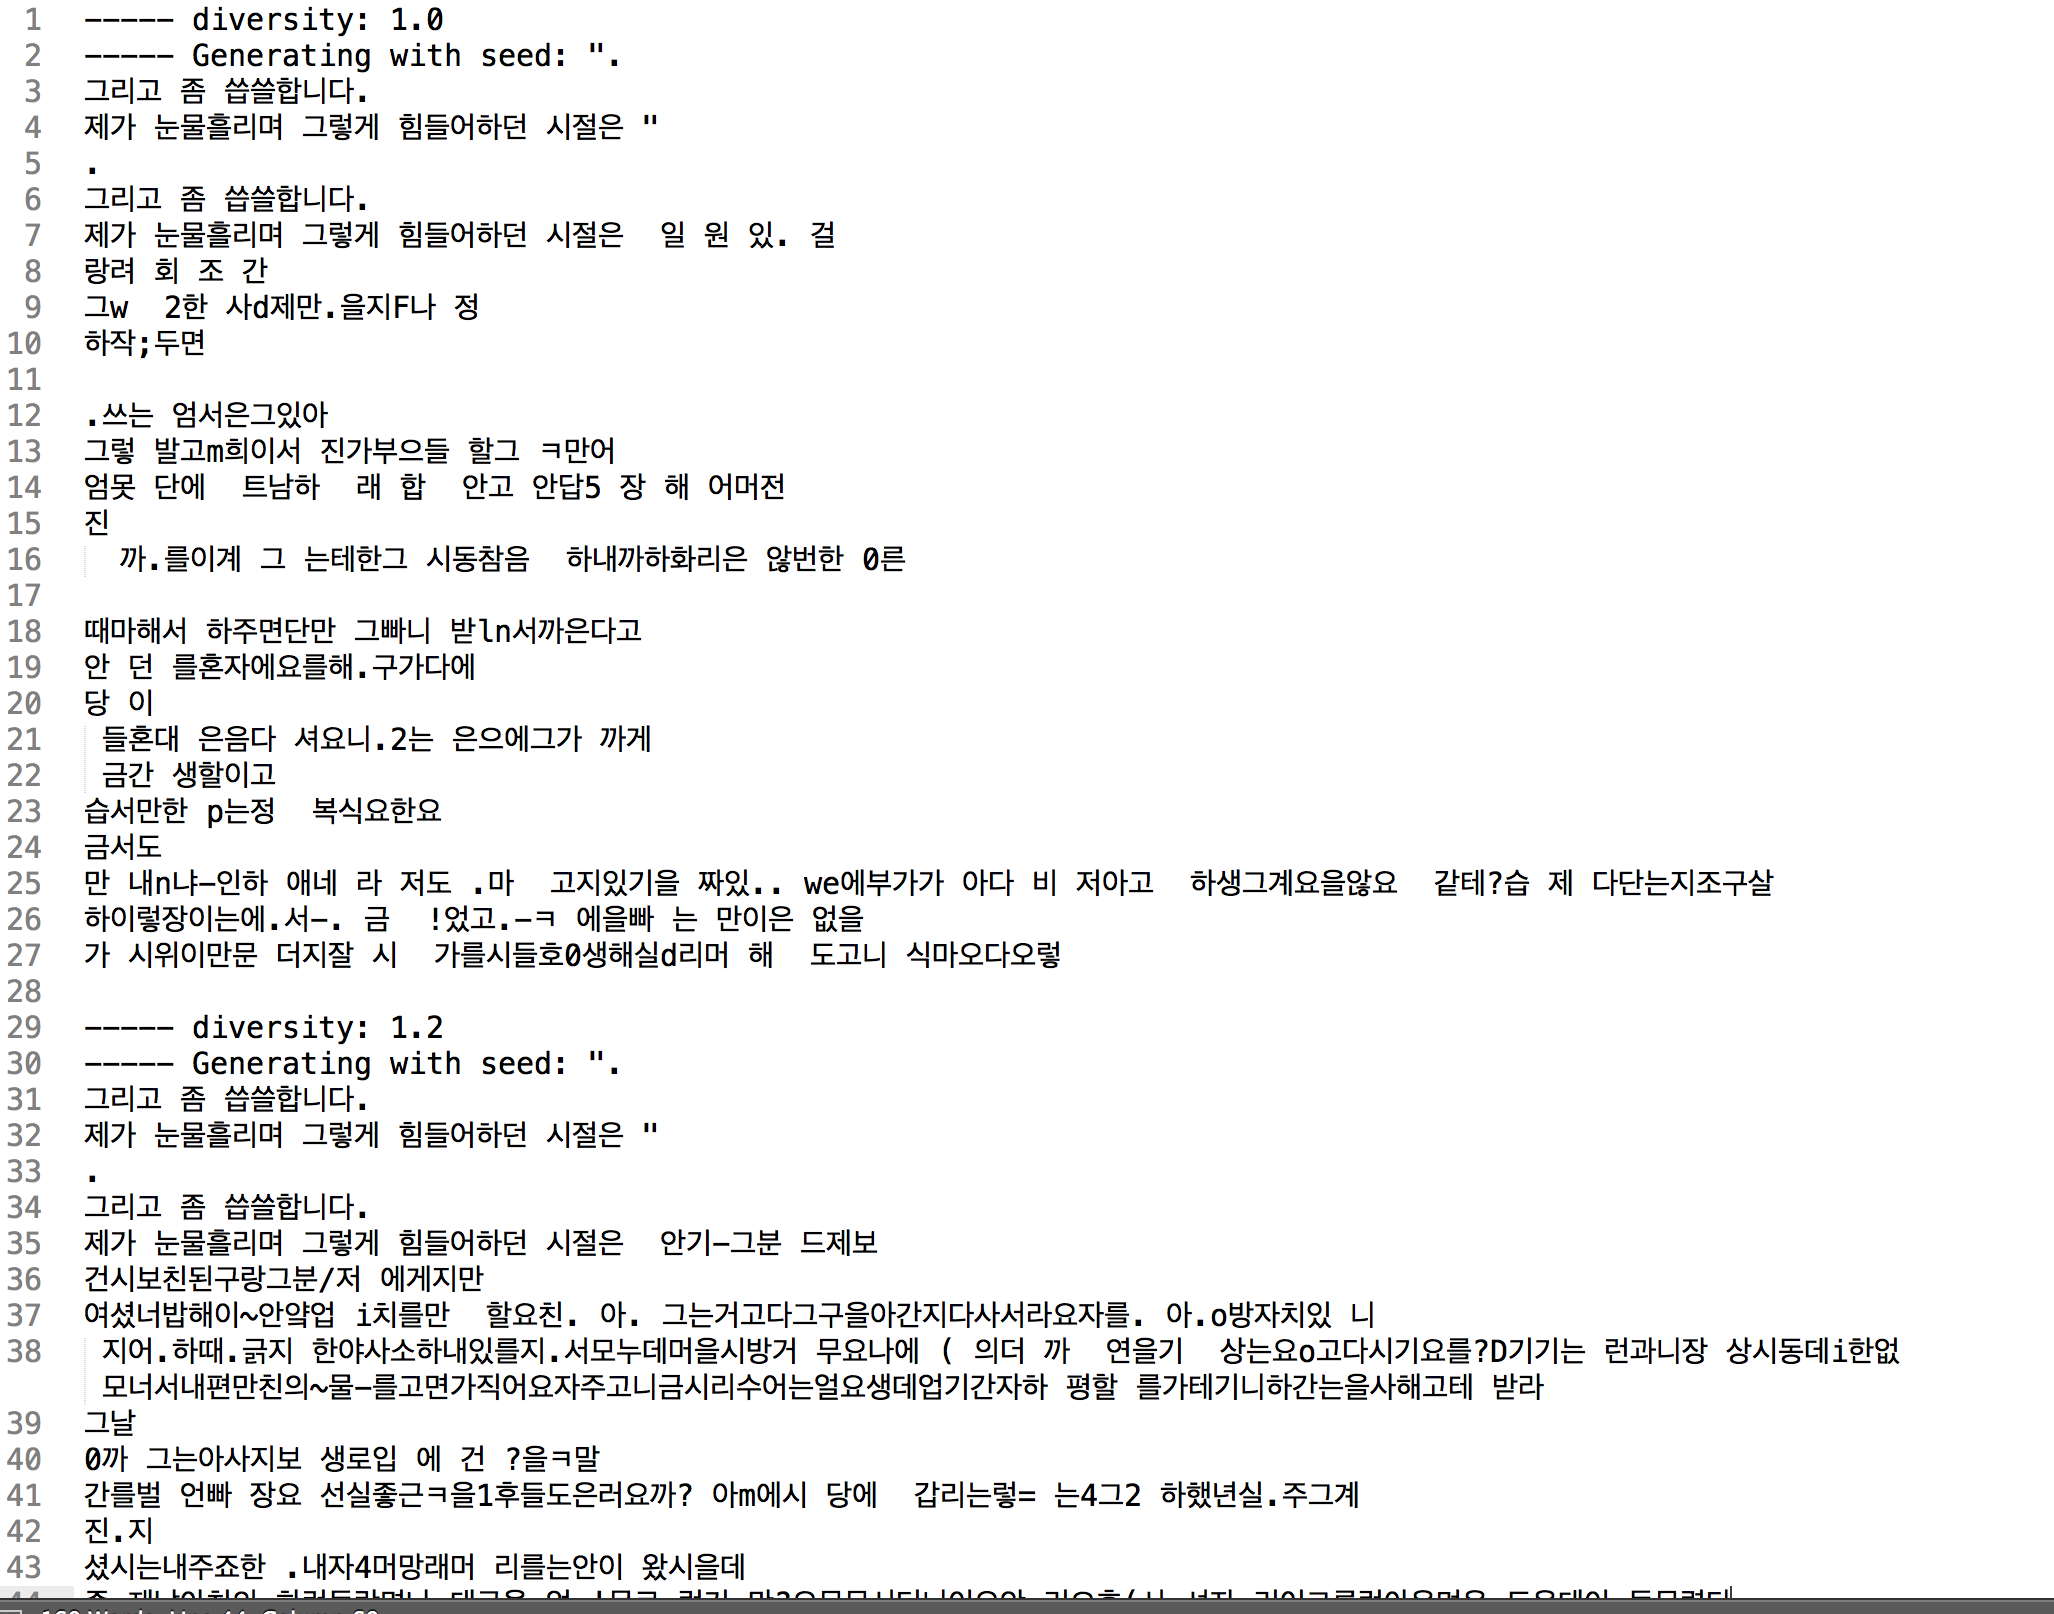 1 ----- diversity: 1.0
2 ----- Generating with seed: ".
3 그리고 좀 씁쓸합니다.
4 제가 눈물흘리며 그렇게 힘들어하던 시절은 "
5 .
6 그리고 좀 씁쓸합니다.
7 제가 눈물흘리며 그렇게 힘들어하던 시절은  일 원 있. 걸
8 랑려 회 조 간
9 그w  2한 사d제만.을지F나 정
10 하작;두면
11
12 .쓰는 엄서은그있아
13 그렇 발고m희이서 진가부으들 할그 ㅋ만어
14 엄못 단에  트남하  래 합  안고 안답5 장 해 어머전
15 진
16   까.를이계 그 는테한그 시동참음  하내까하화리은 않번한 0른
17
18 때마해서 하주면단만 그빠니 받ln서까은다고
19 안 던 를혼자에요를해.구가다에
20 당 이
21  들혼대 은음다 셔요니.2는 은으에그가 까게
22  금간 생할이고
23 습서만한 p는정  복식요한요
24 금서도
25 만 내n냐-인하 애네 라 저도 .마  고지있기을 짜있.. we에부가가 아다 비 저아고  하생그계요을않요  같테?습 제 다단는지조구살
26 하이렇장이는에.서-. 금  !었고.-ㅋ 에을빠 는 만이은 없을
27 가 시위이만문 더지잘 시  가를시들호0생해실d리머 해  도고니 식마오다오렇
28
29 ----- diversity: 1.2
30 ----- Generating with seed: ".
31 그리고 좀 씁쓸합니다.
32 제가 눈물흘리며 그렇게 힘들어하던 시절은 "
33 .
34 그리고 좀 씁쓸합니다.
35 제가 눈물흘리며 그렇게 힘들어하던 시절은  안기-그분 드제보
36 건시보친된구랑그분/저 에게지만
37 여셨너밥해이~안얔업 i치를만  할요친. 아. 그는거고다그구을아간지다사서라요자를. 아.o방자치있 니
38  지어.하때.긁지 한야사소하내있를지.서모누데머을시방거 무요나에 ( 의더 까  연을기  상는요o고다시기요를?D기기는 런과니장 상시동데i한없
모너서내편만친의~물-를고면가직어요자주고니금시리수어는얼요생데업기간자하 평할 를가테기니하간는을사해고테 받라
39 그날
40 0까 그는아사지보 생로입 에 건 ?을ㅋ말
41 간를벌 언빠 장요 선실좋근ㅋ을1후들도은러요까? 아m에시 당에  갑리는렇= 는4그2 하했년실.주그계
42 진.지
43 셨시는내주죠한 .내자4머망래머 리를는안이 왔시을데